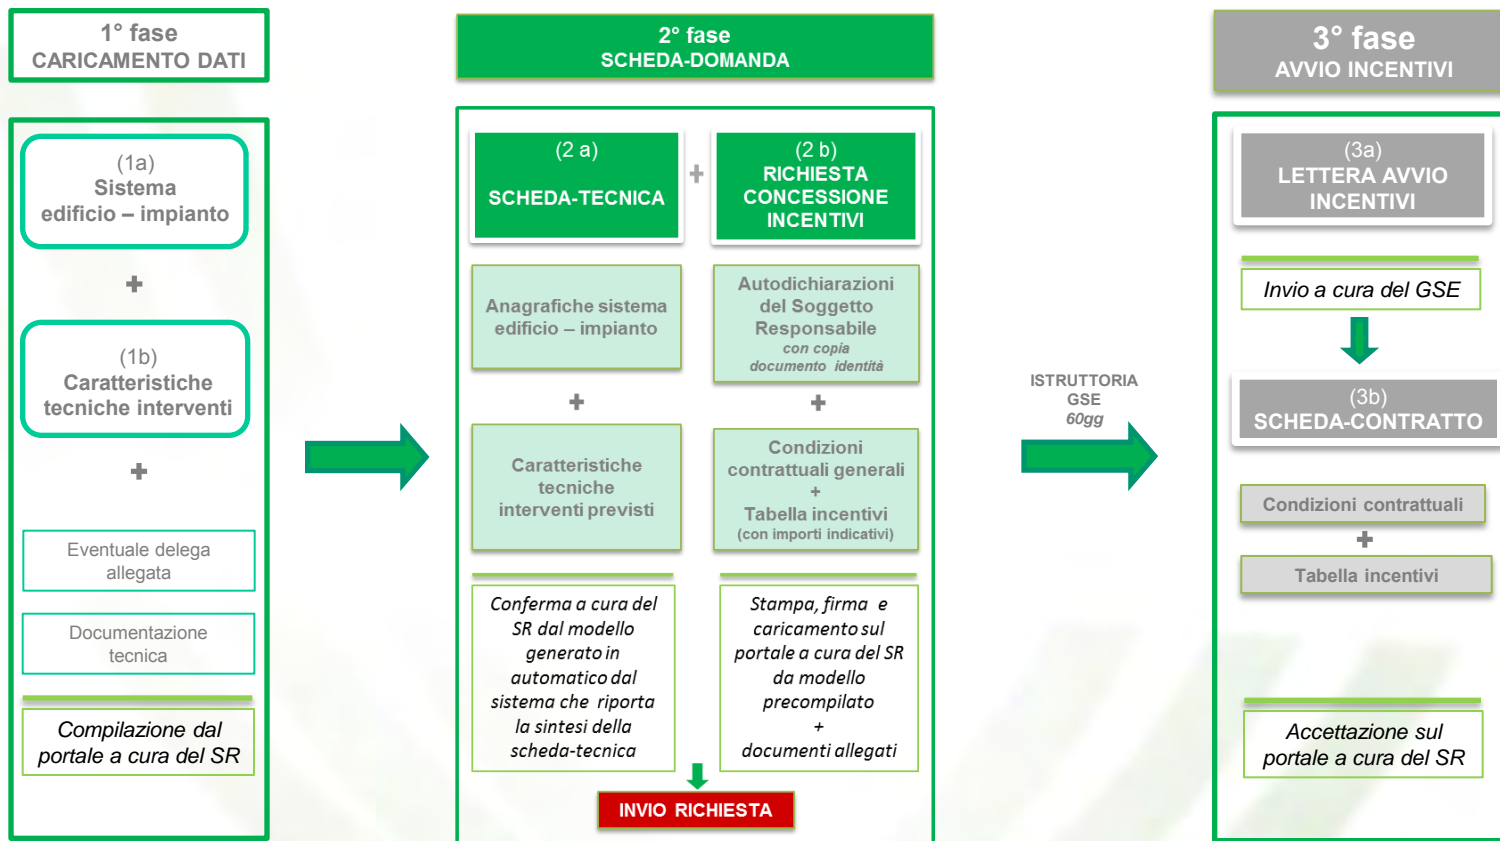 1° fase
CARICAMENTO DATI
(1a)
Sistema
edificio – impianto
+
(1b)
Caratteristiche
tecniche interventi
+
Eventuale delega
allegata
Documentazione
tecnica
Compilazione dal
portale a cura del SR
2° fase
SCHEDA-DOMANDA
(2 a)
SCHEDA-TECNICA
+
(2 b)
RICHIESTA
CONCESSIONE
INCENTIVI
Anagrafiche sistema
edificio – impianto
+
Caratteristiche
tecniche
interventi previsti
Conferma a cura del
SR dal modello
generato in
automatico dal
sistema che riporta
la sintesi della
scheda-tecnica
Autodichiarazioni
del Soggetto
Responsabile
con copia
documento identità
+
Condizioni
contrattuali generali
+
Tabella incentivi
(con importi indicativi)
Stampa, firma e
caricamento sul
portale a cura del SR
da modello
precompilato
+
documenti allegati
INVIO RICHIESTA
ISTRUTTORIA
GSE
60gg
3° fase
AVVIO INCENTIVI
(3a)
LETTERA AVVIO
INCENTIVI
Invio a cura del GSE
(3b)
SCHEDA-CONTRATTO
Condizioni contrattuali
+
Tabella incentivi
Accettazione sul
portale a cura del SR